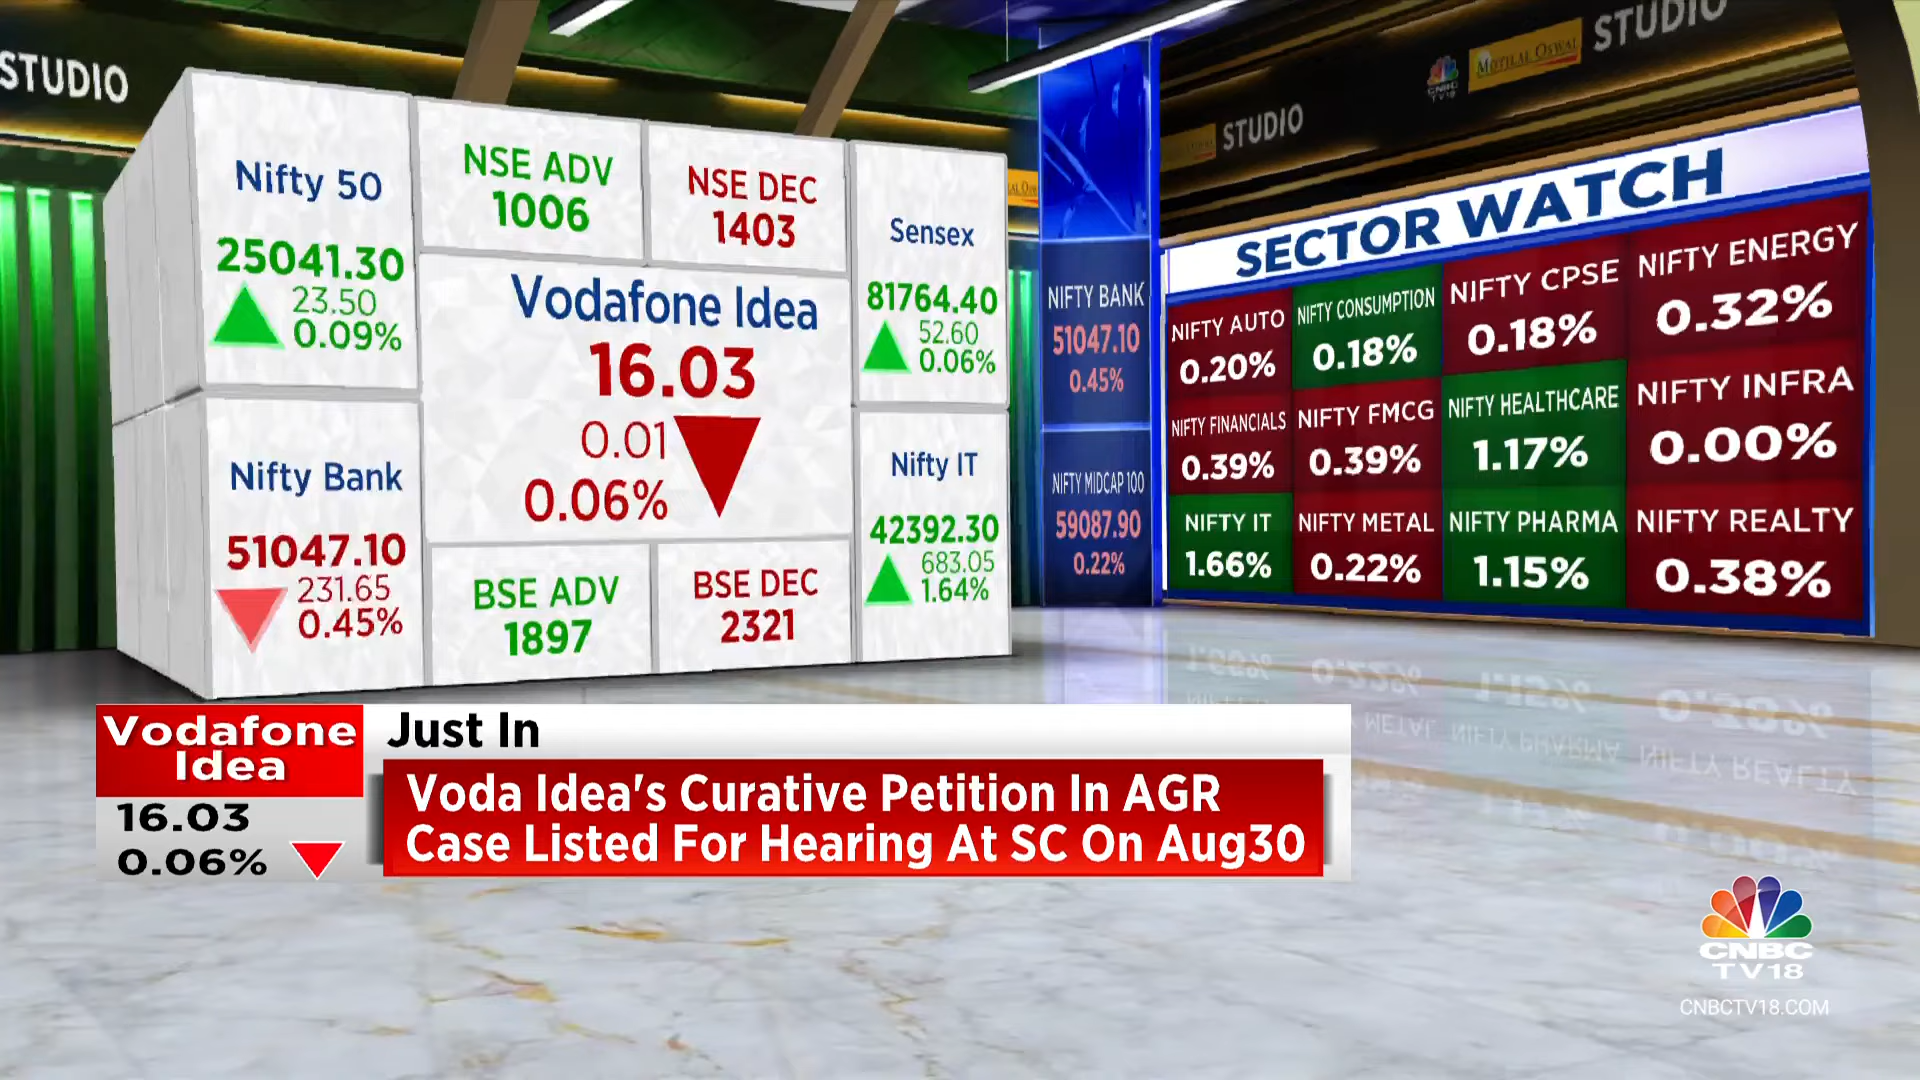 STUDIO
Nifty 50
25041.30
23.50
0.09%
NSE ADV
1006
NSE DEC
1403
Sensex
81764.40
52.60
0.06%
Vodafone Idea
16.03
0.01
0.06%
Nifty Bank
51047.10
231.65
0.45%
BSE ADV
1897
BSE DEC
2321
Nifty IT
42392.30
683.05
1.64%
NIFTY BANK
51047.10
0.45%
NIFTY MIDCAP 100
59087.90
0.22%
STUDIO
CNBC
TV18
MOTILAL OSWAL
STUDIO
SECTOR WATCH
NIFTY AUTO
0.20%
NIFTY CONSUMPTION
0.18%
NIFTY CPSE
0.18%
NIFTY ENERGY
0.32%
NIFTY FINANCIALS
0.39%
NIFTY FMCG
0.39%
NIFTY HEALTHCARE
1.17%
NIFTY INFRA
0.00%
NIFTY IT
1.66%
NIFTY METAL
0.22%
NIFTY PHARMA
1.15%
NIFTY REALTY
0.38%
Vodafone
Idea
16.03
0.06%
Just In
Voda Idea's Curative Petition In AGR
Case Listed For Hearing At SC On Aug30
CNBC
TV18
CNBCTV18.COM